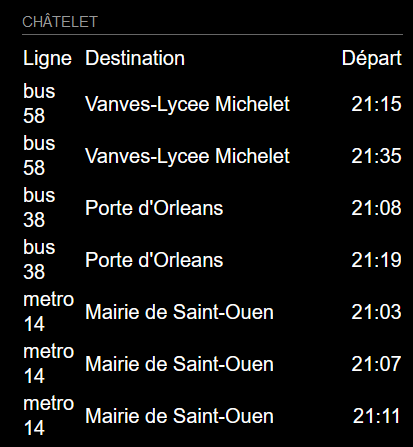 CHÂTELET
Ligne Destination Départ
bus 58 Vanves-Lycee Michelet 21:15
bus 58 Vanves-Lycee Michelet 21:35
bus 38 Porte d'Orleans 21:08
bus 38 Porte d'Orleans 21:19
metro 14 Mairie de Saint-Ouen 21:03
metro 14 Mairie de Saint-Ouen 21:07
metro 14 Mairie de Saint-Ouen 21:11